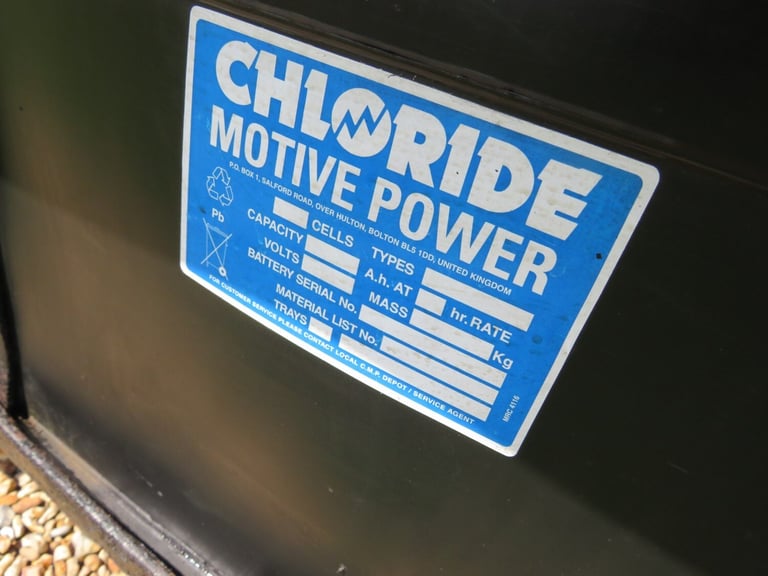 CHLORIDE
MOTIVE POWER
P.O. BOX 1, SALFORD ROAD, OVER HULTON, BOLTON BL5 1DD, UNITED KINGDOM
Pb
CELLS TYPES
CAPACITY A.h. AT hr. RATE
VOLTS MASS Kg
BATTERY SERIAL No.
MATERIAL LIST No.
TRAYS
FOR CUSTOMER SERVICE PLEASE CONTACT LOCAL C.M.P. DEPOT / SERVICE AGENT
MRC 4116